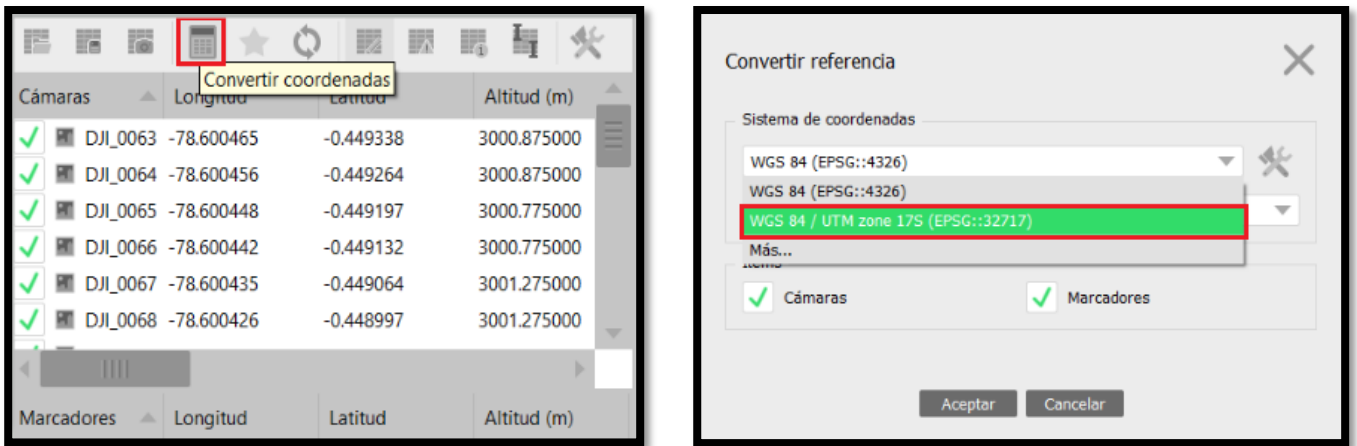 Convertir coordenadas
Cámaras Longitud Latitud Altitud (m)
DJI_0063 -78.600465 -0.449338 3000.875000
DJI_0064 -78.600456 -0.449264 3000.875000
DJI_0065 -78.600448 -0.449197 3000.775000
DJI_0066 -78.600442 -0.449132 3000.775000
DJI_0067 -78.600435 -0.449064 3001.275000
DJI_0068 -78.600426 -0.448997 3001.275000
Marcadores Longitud Latitud Altitud (m)
Convertir referencia
Sistema de coordenadas
WGS 84 (EPSG::4326)
WGS 84 (EPSG::4326)
WGS 84 / UTM zone 17S (EPSG::32717)
Más...
Cámaras Marcadores
Aceptar Cancelar